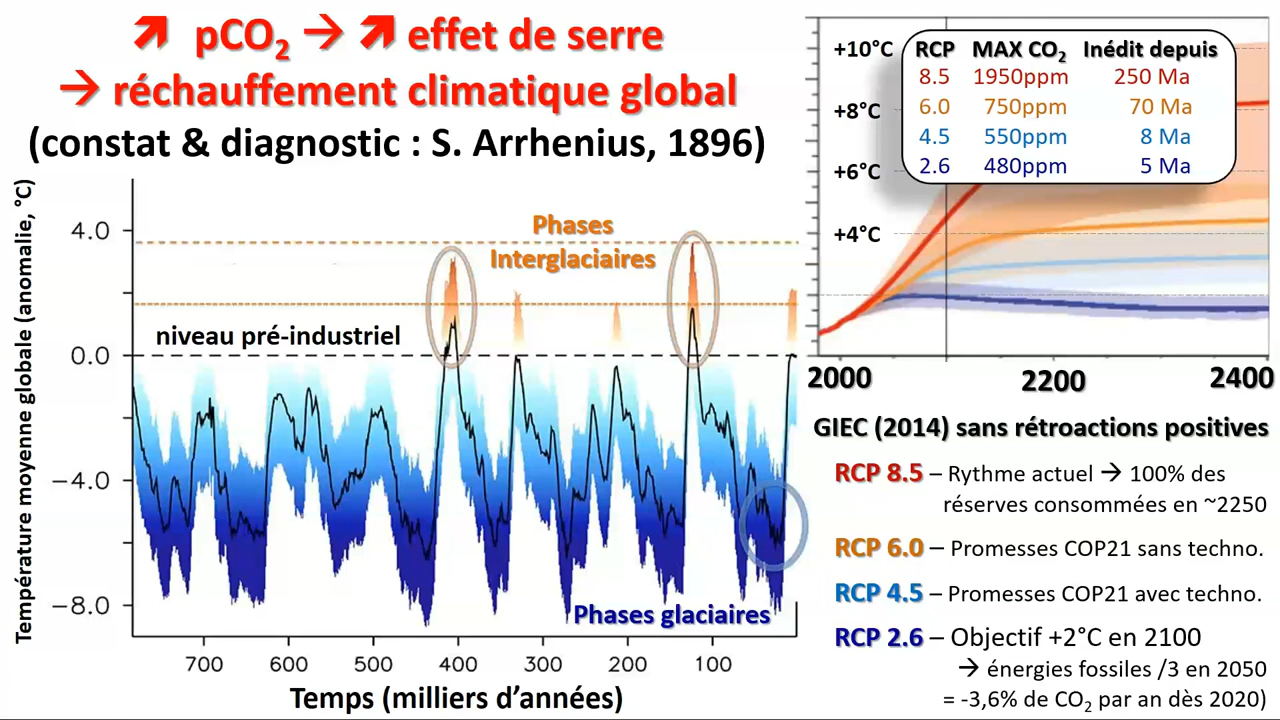 ↗ pCO₂ → ↗ effet de serre
→ réchauffement climatique global
(constat & diagnostic : S. Arrhenius, 1896)
Température moyenne globale (anomalie, °C)
4.0
0.0
−4.0
−8.0
Phases
Interglaciaires
niveau pré-industriel
Phases glaciaires
700 600 500 400 300 200 100
Temps (milliers d’années)
+10°C
+8°C
+6°C
+4°C
RCP MAX CO₂ Inédit depuis
8.5 1950ppm 250 Ma
6.0 750ppm 70 Ma
4.5 550ppm 8 Ma
2.6 480ppm 5 Ma
2000 2200 2400
GIEC (2014) sans rétroactions positives
RCP 8.5 – Rythme actuel → 100% des
réserves consommées en ~2250
RCP 6.0 – Promesses COP21 sans techno.
RCP 4.5 – Promesses COP21 avec techno.
RCP 2.6 – Objectif +2°C en 2100
→ énergies fossiles /3 en 2050
= -3,6% de CO₂ par an dès 2020)